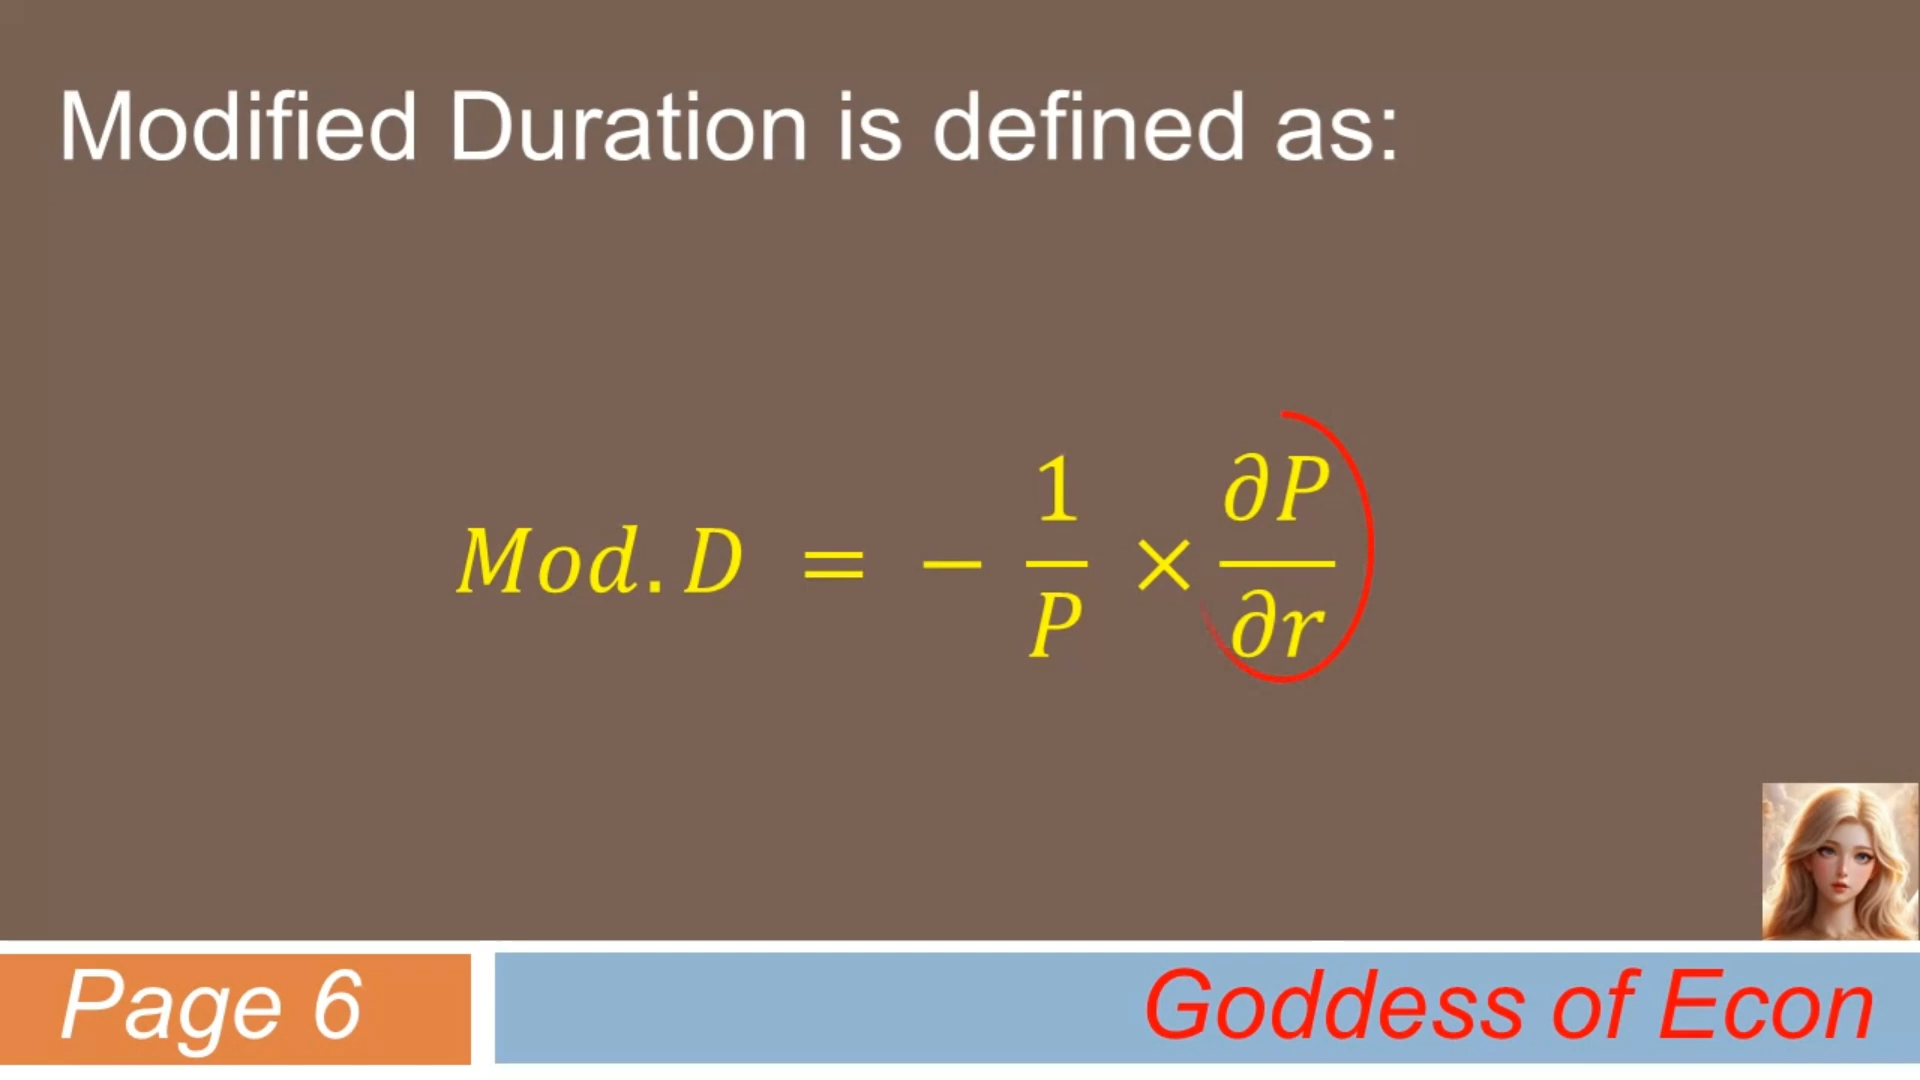 Modified Duration is defined as:
Mod.D = − 1/P × ∂P/∂r
Page 6
Goddess of Econ